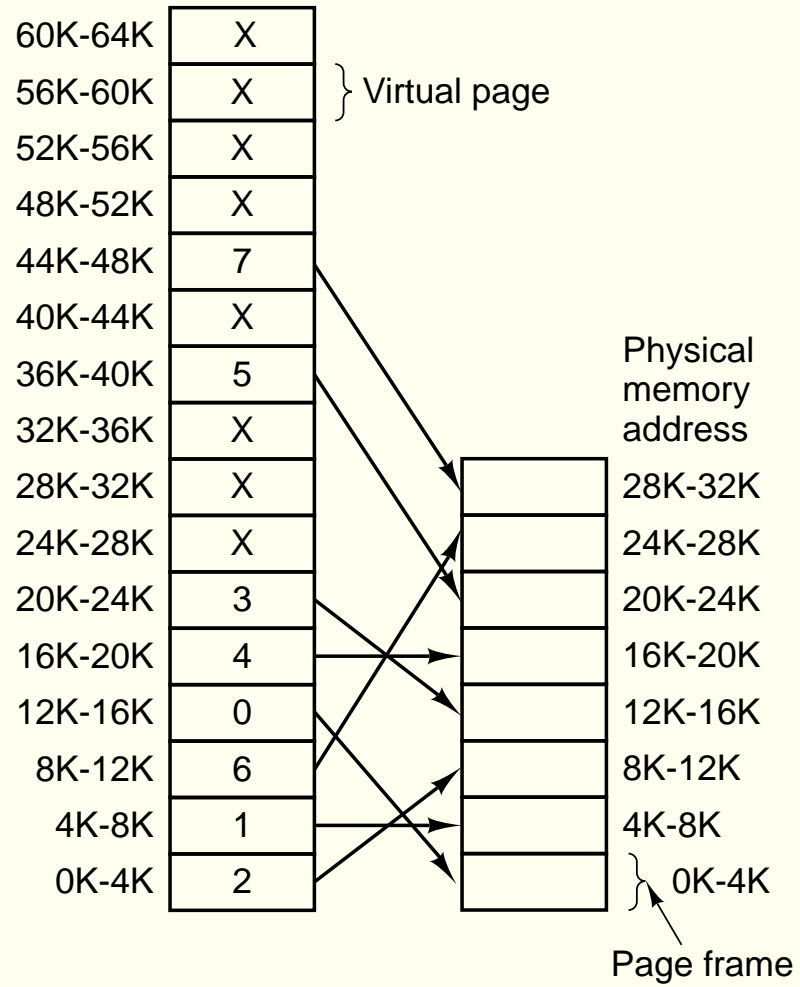 60K-64K X
56K-60K X Virtual page
52K-56K X
48K-52K X
44K-48K 7
40K-44K X
36K-40K 5
32K-36K X
28K-32K X
24K-28K X
20K-24K 3
16K-20K 4
12K-16K 0
8K-12K 6
4K-8K 1
0K-4K 2
Physical
memory
address
28K-32K
24K-28K
20K-24K
16K-20K
12K-16K
8K-12K
4K-8K
0K-4K
Page frame